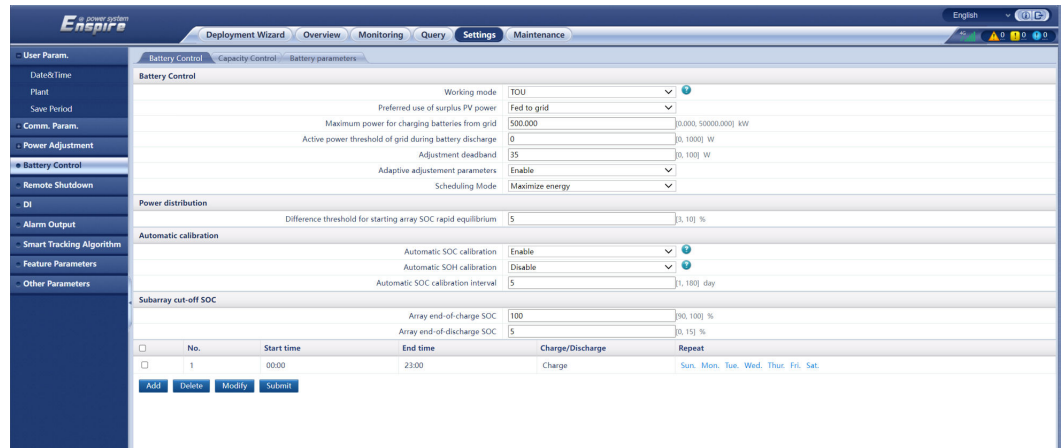 English
e power system
Enspire
Deployment Wizard Overview Monitoring Query Settings Maintenance
4G 0 0 0
User Param.
Date&Time
Plant
Save Period
Comm. Param.
Power Adjustment
Battery Control
Remote Shutdown
DI
Alarm Output
Smart Tracking Algorithm
Feature Parameters
Other Parameters
Battery Control Capacity Control Battery parameters
Battery Control
Working mode TOU
Preferred use of surplus PV power Fed to grid
Maximum power for charging batteries from grid 500.000 [0.000, 50000.000] kW
Active power threshold of grid during battery discharge 0 [0, 1000] W
Adjustment deadband 35 [0, 100] W
Adaptive adjustement parameters Enable
Scheduling Mode Maximize energy
Power distribution
Difference threshold for starting array SOC rapid equilibrium 5 [3, 10] %
Automatic calibration
Automatic SOC calibration Enable
Automatic SOH calibration Disable
Automatic SOC calibration interval 5 [1, 180] day
Subarray cut-off SOC
Array end-of-charge SOC 100 [90, 100] %
Array end-of-discharge SOC 5 [0, 15] %
No. Start time End time Charge/Discharge Repeat
1 00:00 23:00 Charge Sun. Mon. Tue. Wed. Thur. Fri. Sat.
Add Delete Modify Submit